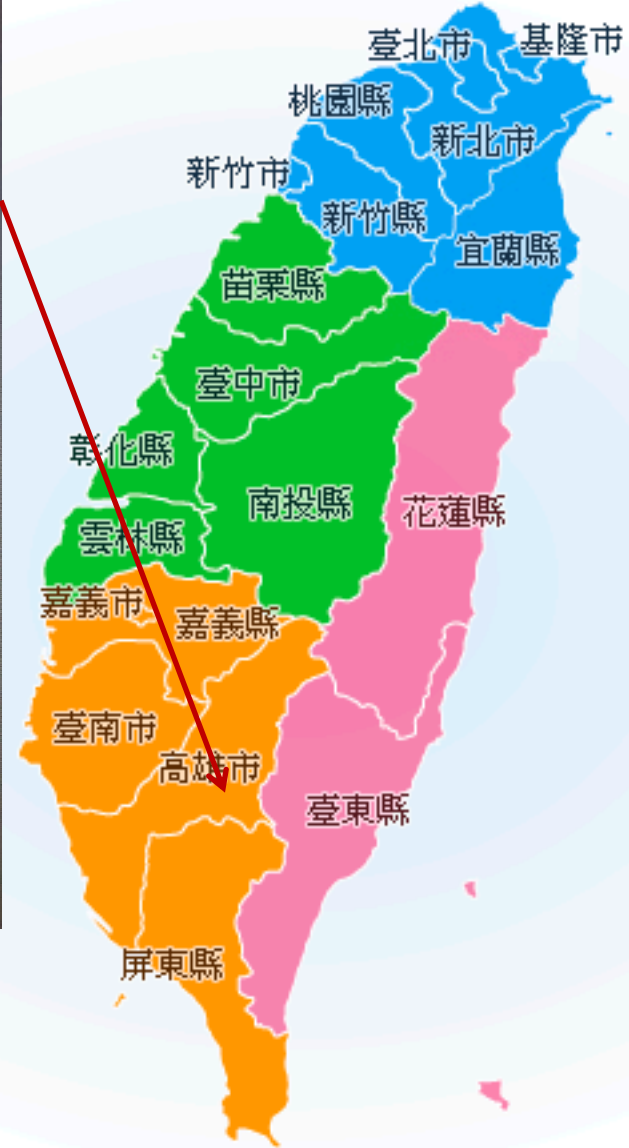 臺北市
基隆市
桃園縣
新北市
新竹市
新竹縣
宜蘭縣
苗栗縣
臺中市
彰化縣
南投縣
花蓮縣
雲林縣
嘉義市
嘉義縣
臺南市
高雄市
臺東縣
屏東縣